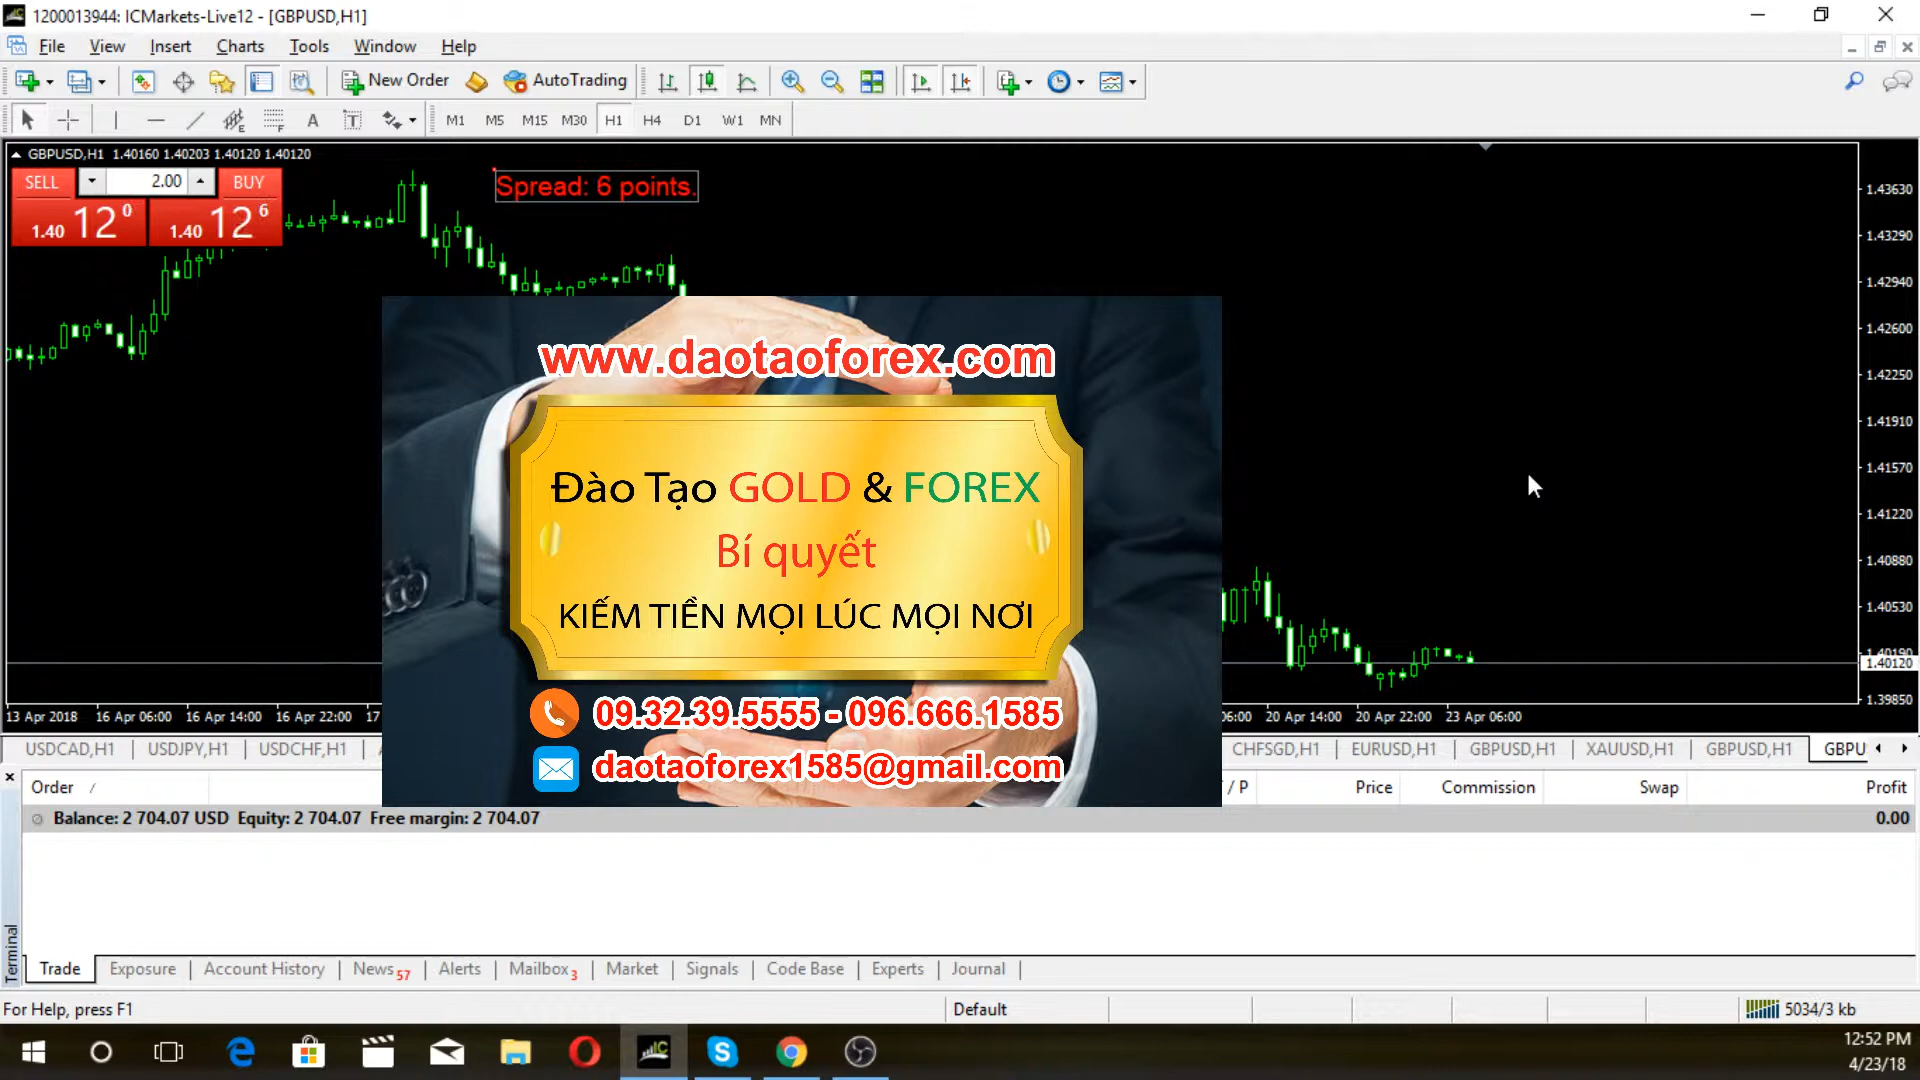 1200013944: ICMarkets-Live12 - [GBPUSD,H1]
File View Insert Charts Tools Window Help
New Order AutoTrading
A T M1 M5 M15 M30 H1 H4 D1 W1 MN
GBPUSD,H1 1.40160 1.40203 1.40120 1.40120
SELL 2.00 BUY
1.40 12 0 1.40 12 6
Spread: 6 points.
1.43630
1.43290
1.42940
1.42600
1.42250
1.41910
1.41570
1.41220
1.40880
1.40530
1.40190
1.40120
1.39850
www.daotaoforex.com
Đào Tạo GOLD & FOREX
Bí quyết
KIẾM TIỀN MỌI LÚC MỌI NƠI
09.32.39.5555 - 096.666.1585
daotaoforex1585@gmail.com
13 Apr 2018 16 Apr 06:00 16 Apr 14:00 16 Apr 22:00 17 06:00 20 Apr 14:00 20 Apr 22:00 23 Apr 06:00
USDCAD,H1 USDJPY,H1 USDCHF,H1 CHFSGD,H1 EURUSD,H1 GBPUSD,H1 XAUUSD,H1 GBPUSD,H1 GBPU
Order / / P Price Commission Swap Profit
Balance: 2 704.07 USD Equity: 2 704.07 Free margin: 2 704.07 0.00
Terminal
Trade Exposure Account History News 57 Alerts Mailbox 3 Market Signals Code Base Experts Journal
For Help, press F1 Default 5034/3 kb
12:52 PM
4/23/18